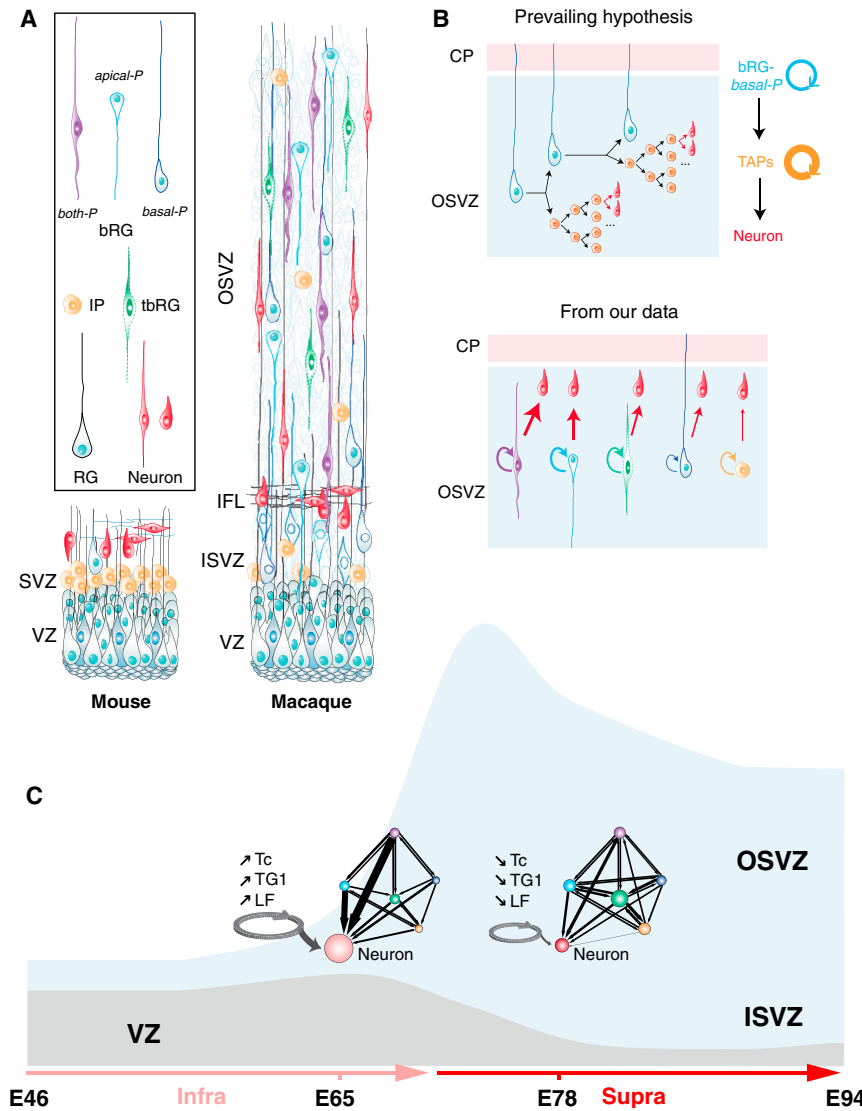 A
apical-P
both-P
basal-P
bRG
IP
tbRG
RG
Neuron
SVZ
VZ
Mouse
OSVZ
IFL
ISVZ
VZ
Macaque
B
Prevailing hypothesis
CP
OSVZ
...
...
bRG-
basal-P
TAPs
Neuron
From our data
CP
OSVZ
C
↗ Tc
↗ TG1
↗ LF
Neuron
↘ Tc
↘ TG1
↘ LF
Neuron
OSVZ
ISVZ
VZ
E46
Infra
E65
E78
Supra
E94